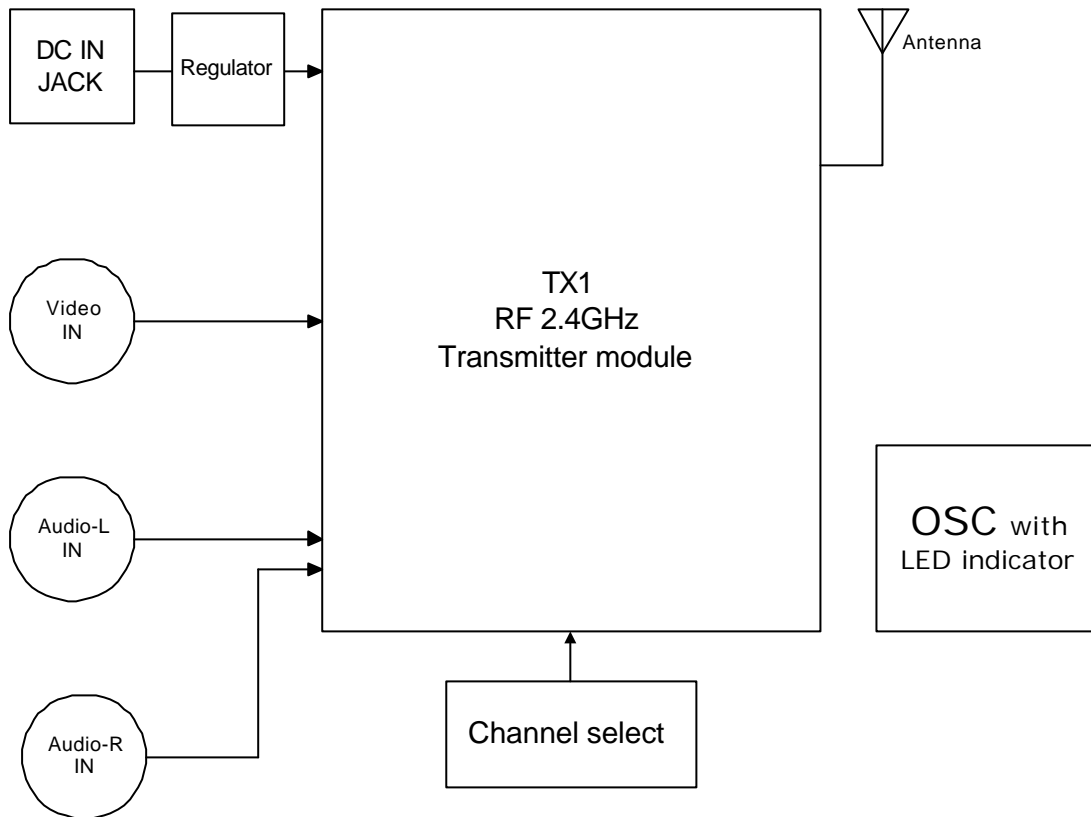 DC IN
JACK
Regulator
Antenna
Video
IN
TX1
RF 2.4GHz
Transmitter module
Audio-L
IN
OSC with
LED indicator
Channel select
Audio-R
IN